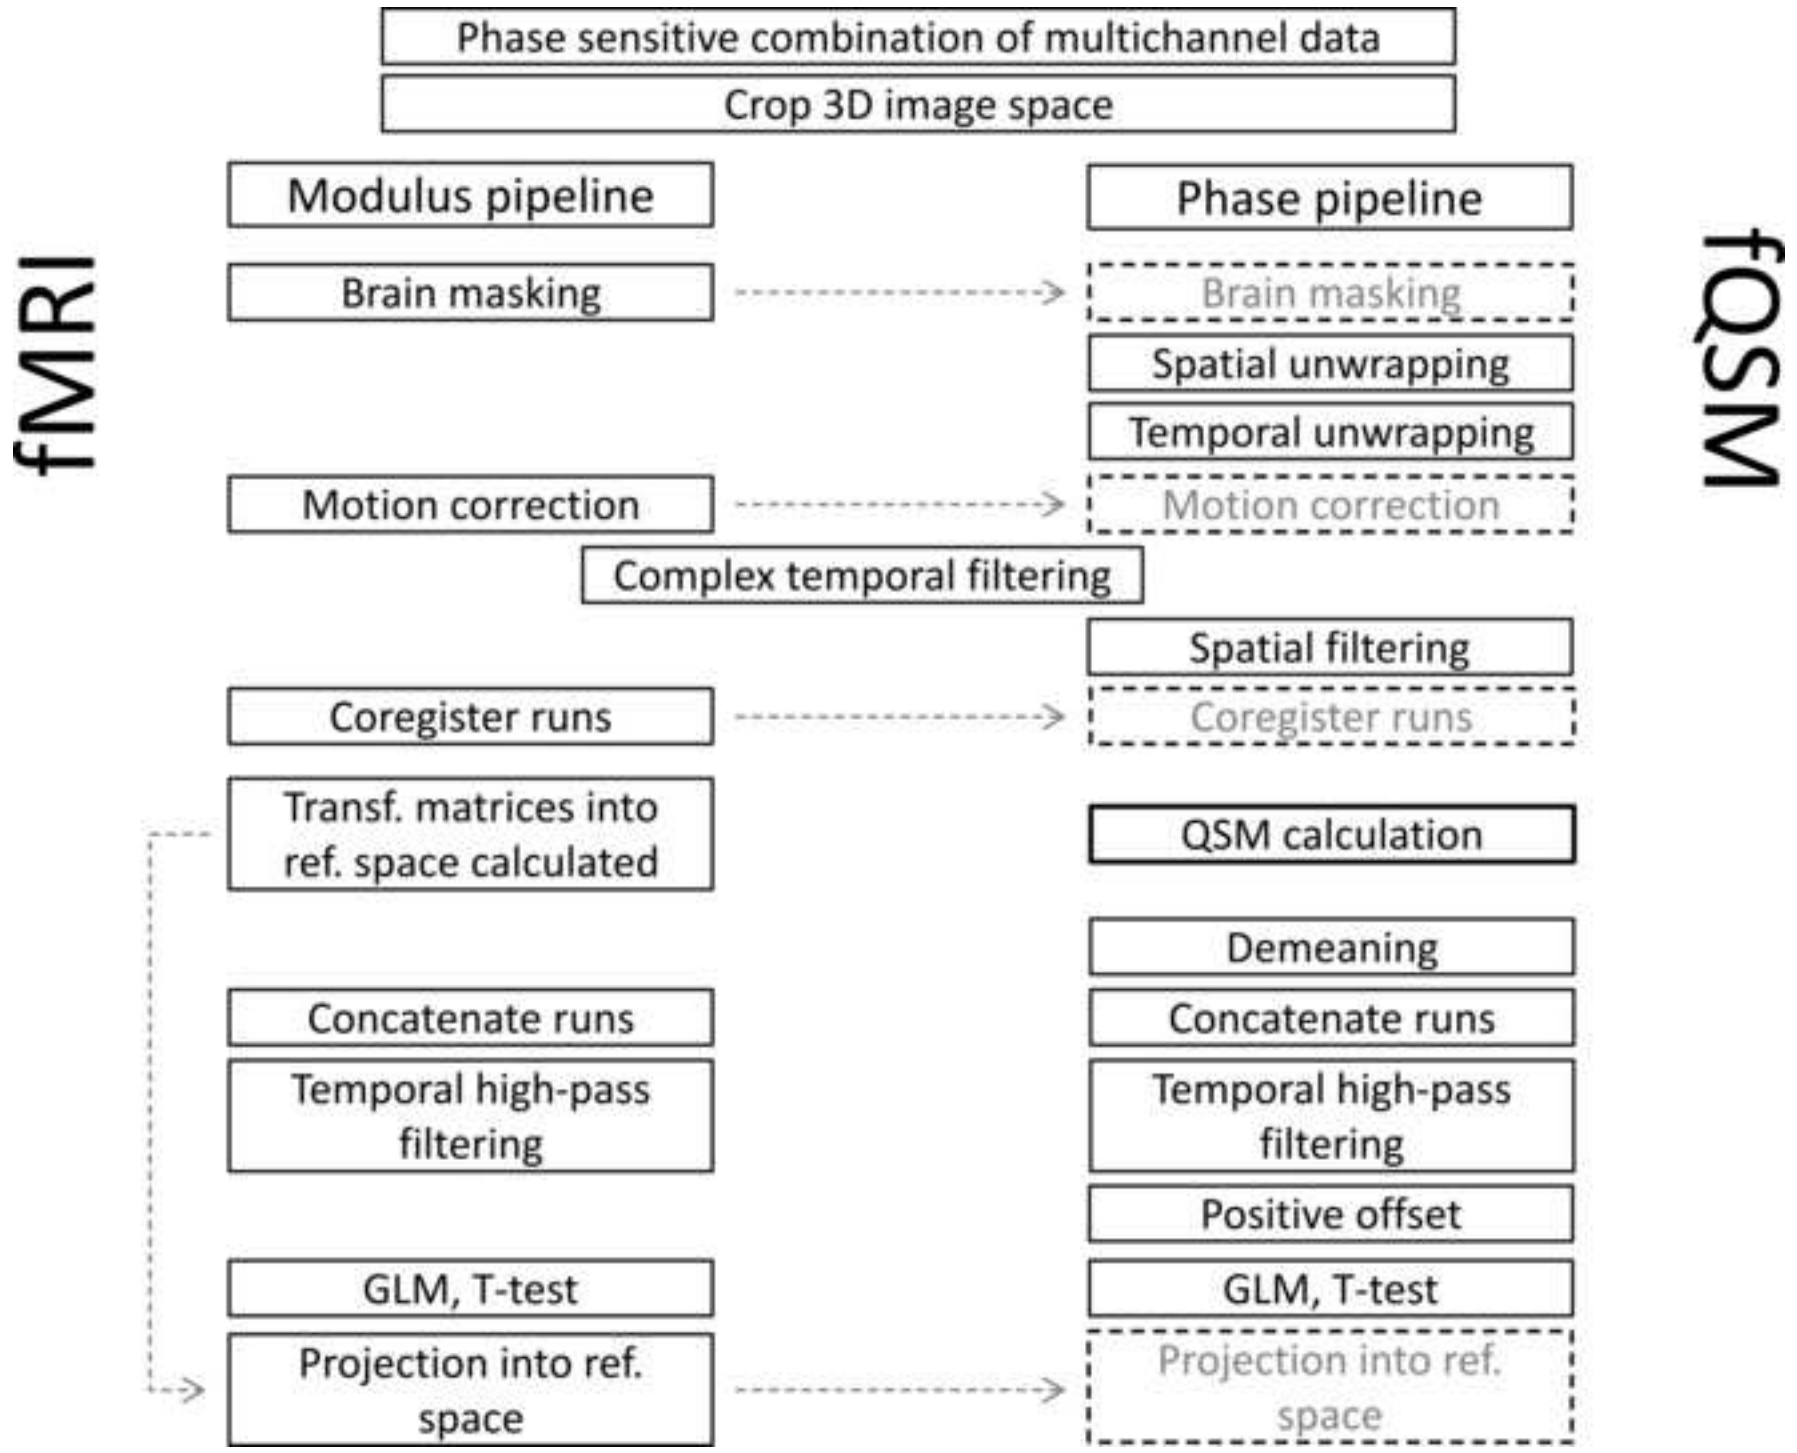 Phase sensitive combination of multichannel data
Crop 3D image space
Modulus pipeline
Phase pipeline
fMRI
fQSM
Brain masking
Brain masking
Spatial unwrapping
Temporal unwrapping
Motion correction
Motion correction
Complex temporal filtering
Spatial filtering
Coregister runs
Coregister runs
Transf. matrices into
ref. space calculated
QSM calculation
Demeaning
Concatenate runs
Concatenate runs
Temporal high-pass
filtering
Temporal high-pass
filtering
Positive offset
GLM, T-test
GLM, T-test
Projection into ref.
space
Projection into ref.
space